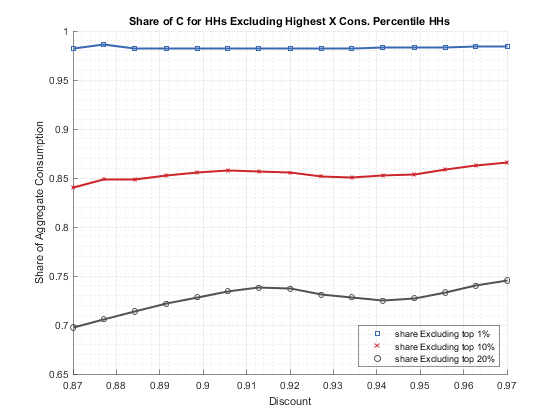 Share of C for HHs Excluding Highest X Cons. Percentile HHs
1
0.95
0.9
0.85
0.8
0.75
0.7
0.65
Share of Aggregate Consumption
share Excluding top 1%
share Excluding top 10%
share Excluding top 20%
0.87 0.88 0.89 0.9 0.91 0.92 0.93 0.94 0.95 0.96 0.97
Discount